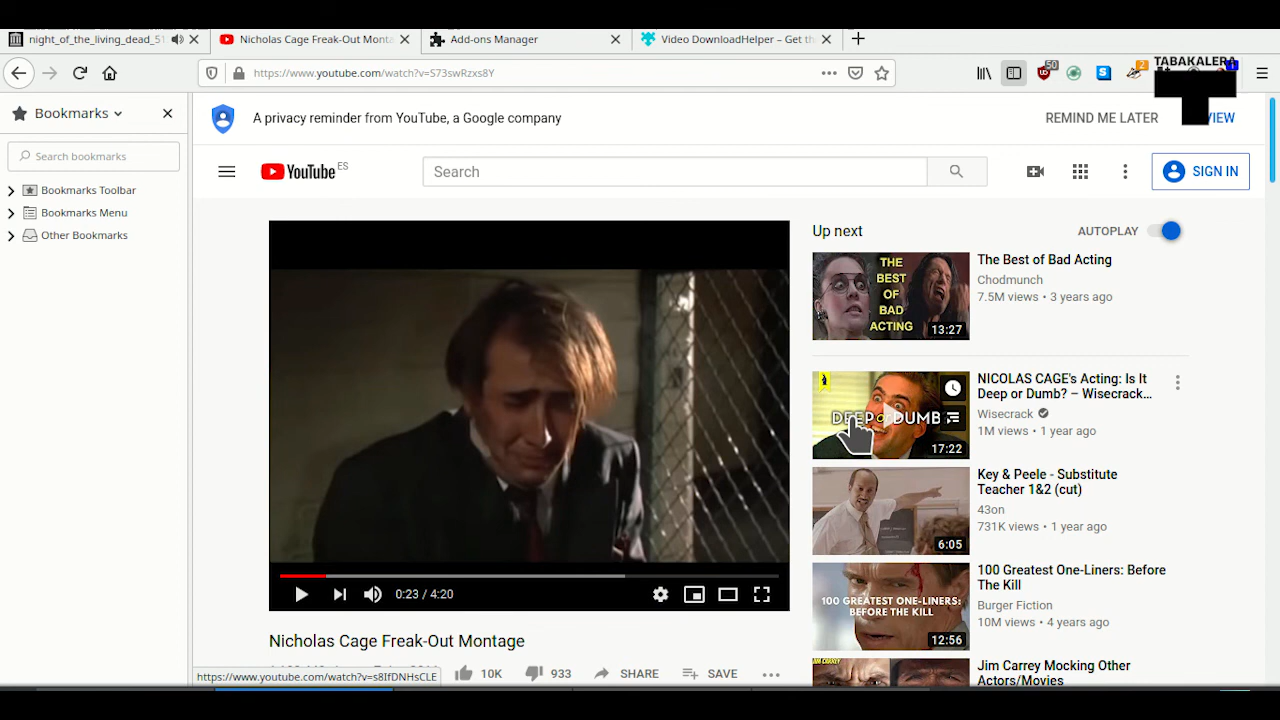 night_of_the_living_dead_51
Nicholas Cage Freak-Out Monta
Add-ons Manager
Video DownloadHelper – Get th
https://www.youtube.com/watch?v=S73swRzxs8Y
50
2
1
TABAKALERA
Bookmarks
Search bookmarks
Bookmarks Toolbar
Bookmarks Menu
Other Bookmarks
A privacy reminder from YouTube, a Google company
REMIND ME LATER
VIEW
YouTube ES
Search
SIGN IN
Up next
AUTOPLAY
THE
BEST
OF
BAD
ACTING
13:27
The Best of Bad Acting
Chodmunch
7.5M views • 3 years ago
DEEP or DUMB
17:22
NICOLAS CAGE's Acting: Is It
Deep or Dumb? – Wisecrack...
Wisecrack
1M views • 1 year ago
6:05
Key & Peele - Substitute
Teacher 1&2 (cut)
43on
731K views • 1 year ago
100 GREATEST ONE-LINERS:
BEFORE THE KILL
12:56
100 Greatest One-Liners: Before
The Kill
Burger Fiction
10M views • 4 years ago
Jim Carrey Mocking Other
Actors/Movies
0:23 / 4:20
Nicholas Cage Freak-Out Montage
10K
933
SHARE
SAVE
https://www.youtube.com/watch?v=s8IfDNHsCLE